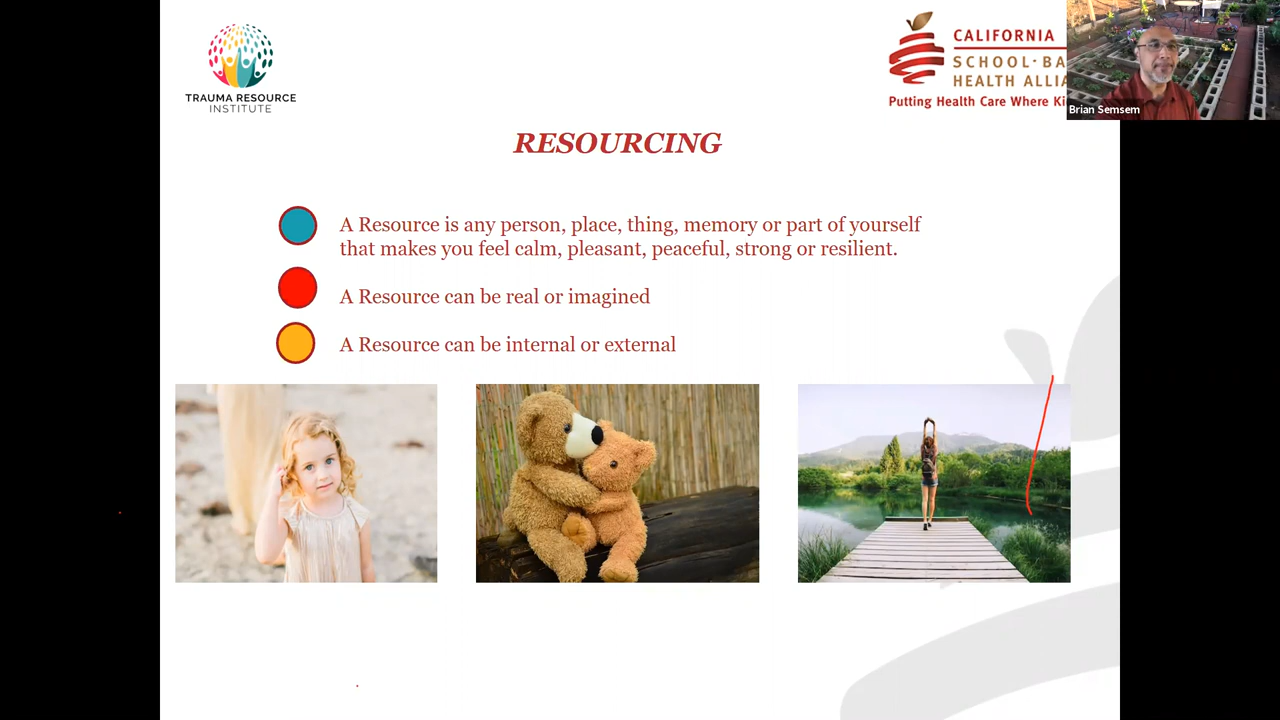 TRAUMA RESOURCE
INSTITUTE
CALIFORNIA
SCHOOL·BA
HEALTH ALLIA
Putting Health Care Where Ki
Brian Semsem
RESOURCING
A Resource is any person, place, thing, memory or part of yourself
that makes you feel calm, pleasant, peaceful, strong or resilient.
A Resource can be real or imagined
A Resource can be internal or external